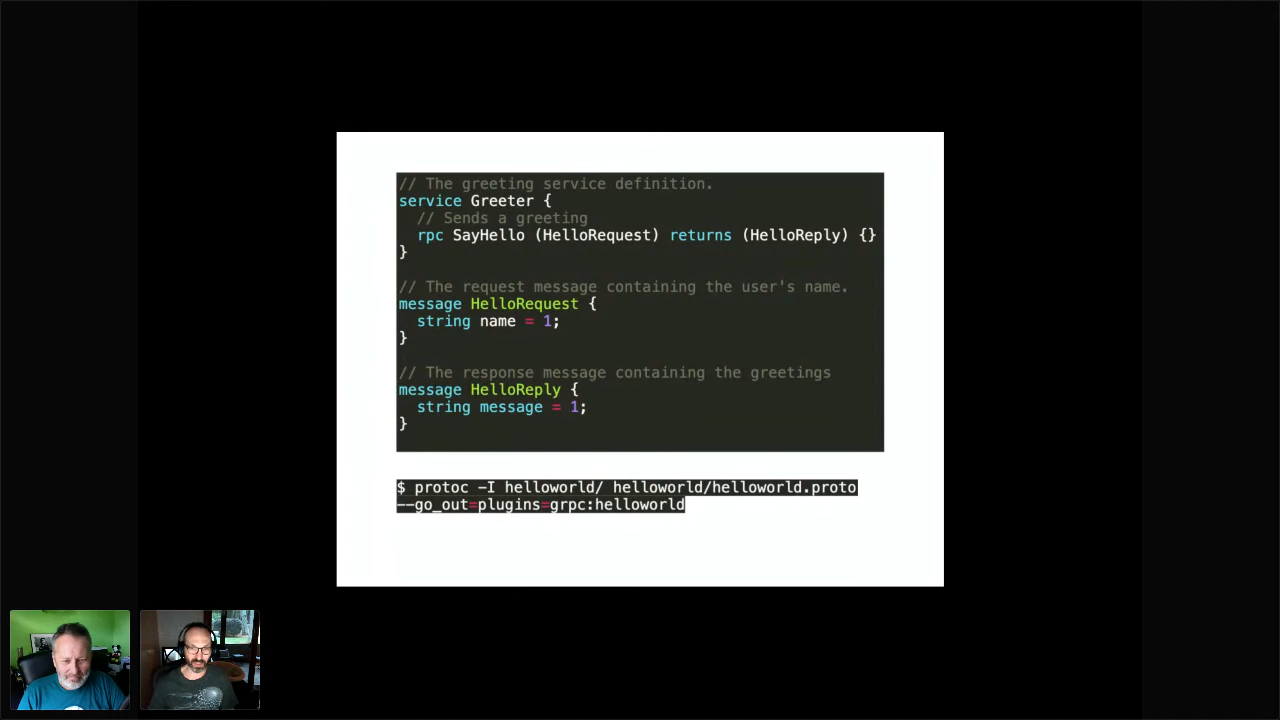 // The greeting service definition.
service Greeter {
  // Sends a greeting
  rpc SayHello (HelloRequest) returns (HelloReply) {}
}
// The request message containing the user's name.
message HelloRequest {
  string name = 1;
}
// The response message containing the greetings
message HelloReply {
  string message = 1;
}
$ protoc -I helloworld/ helloworld/helloworld.proto
--go_out=plugins=grpc:helloworld